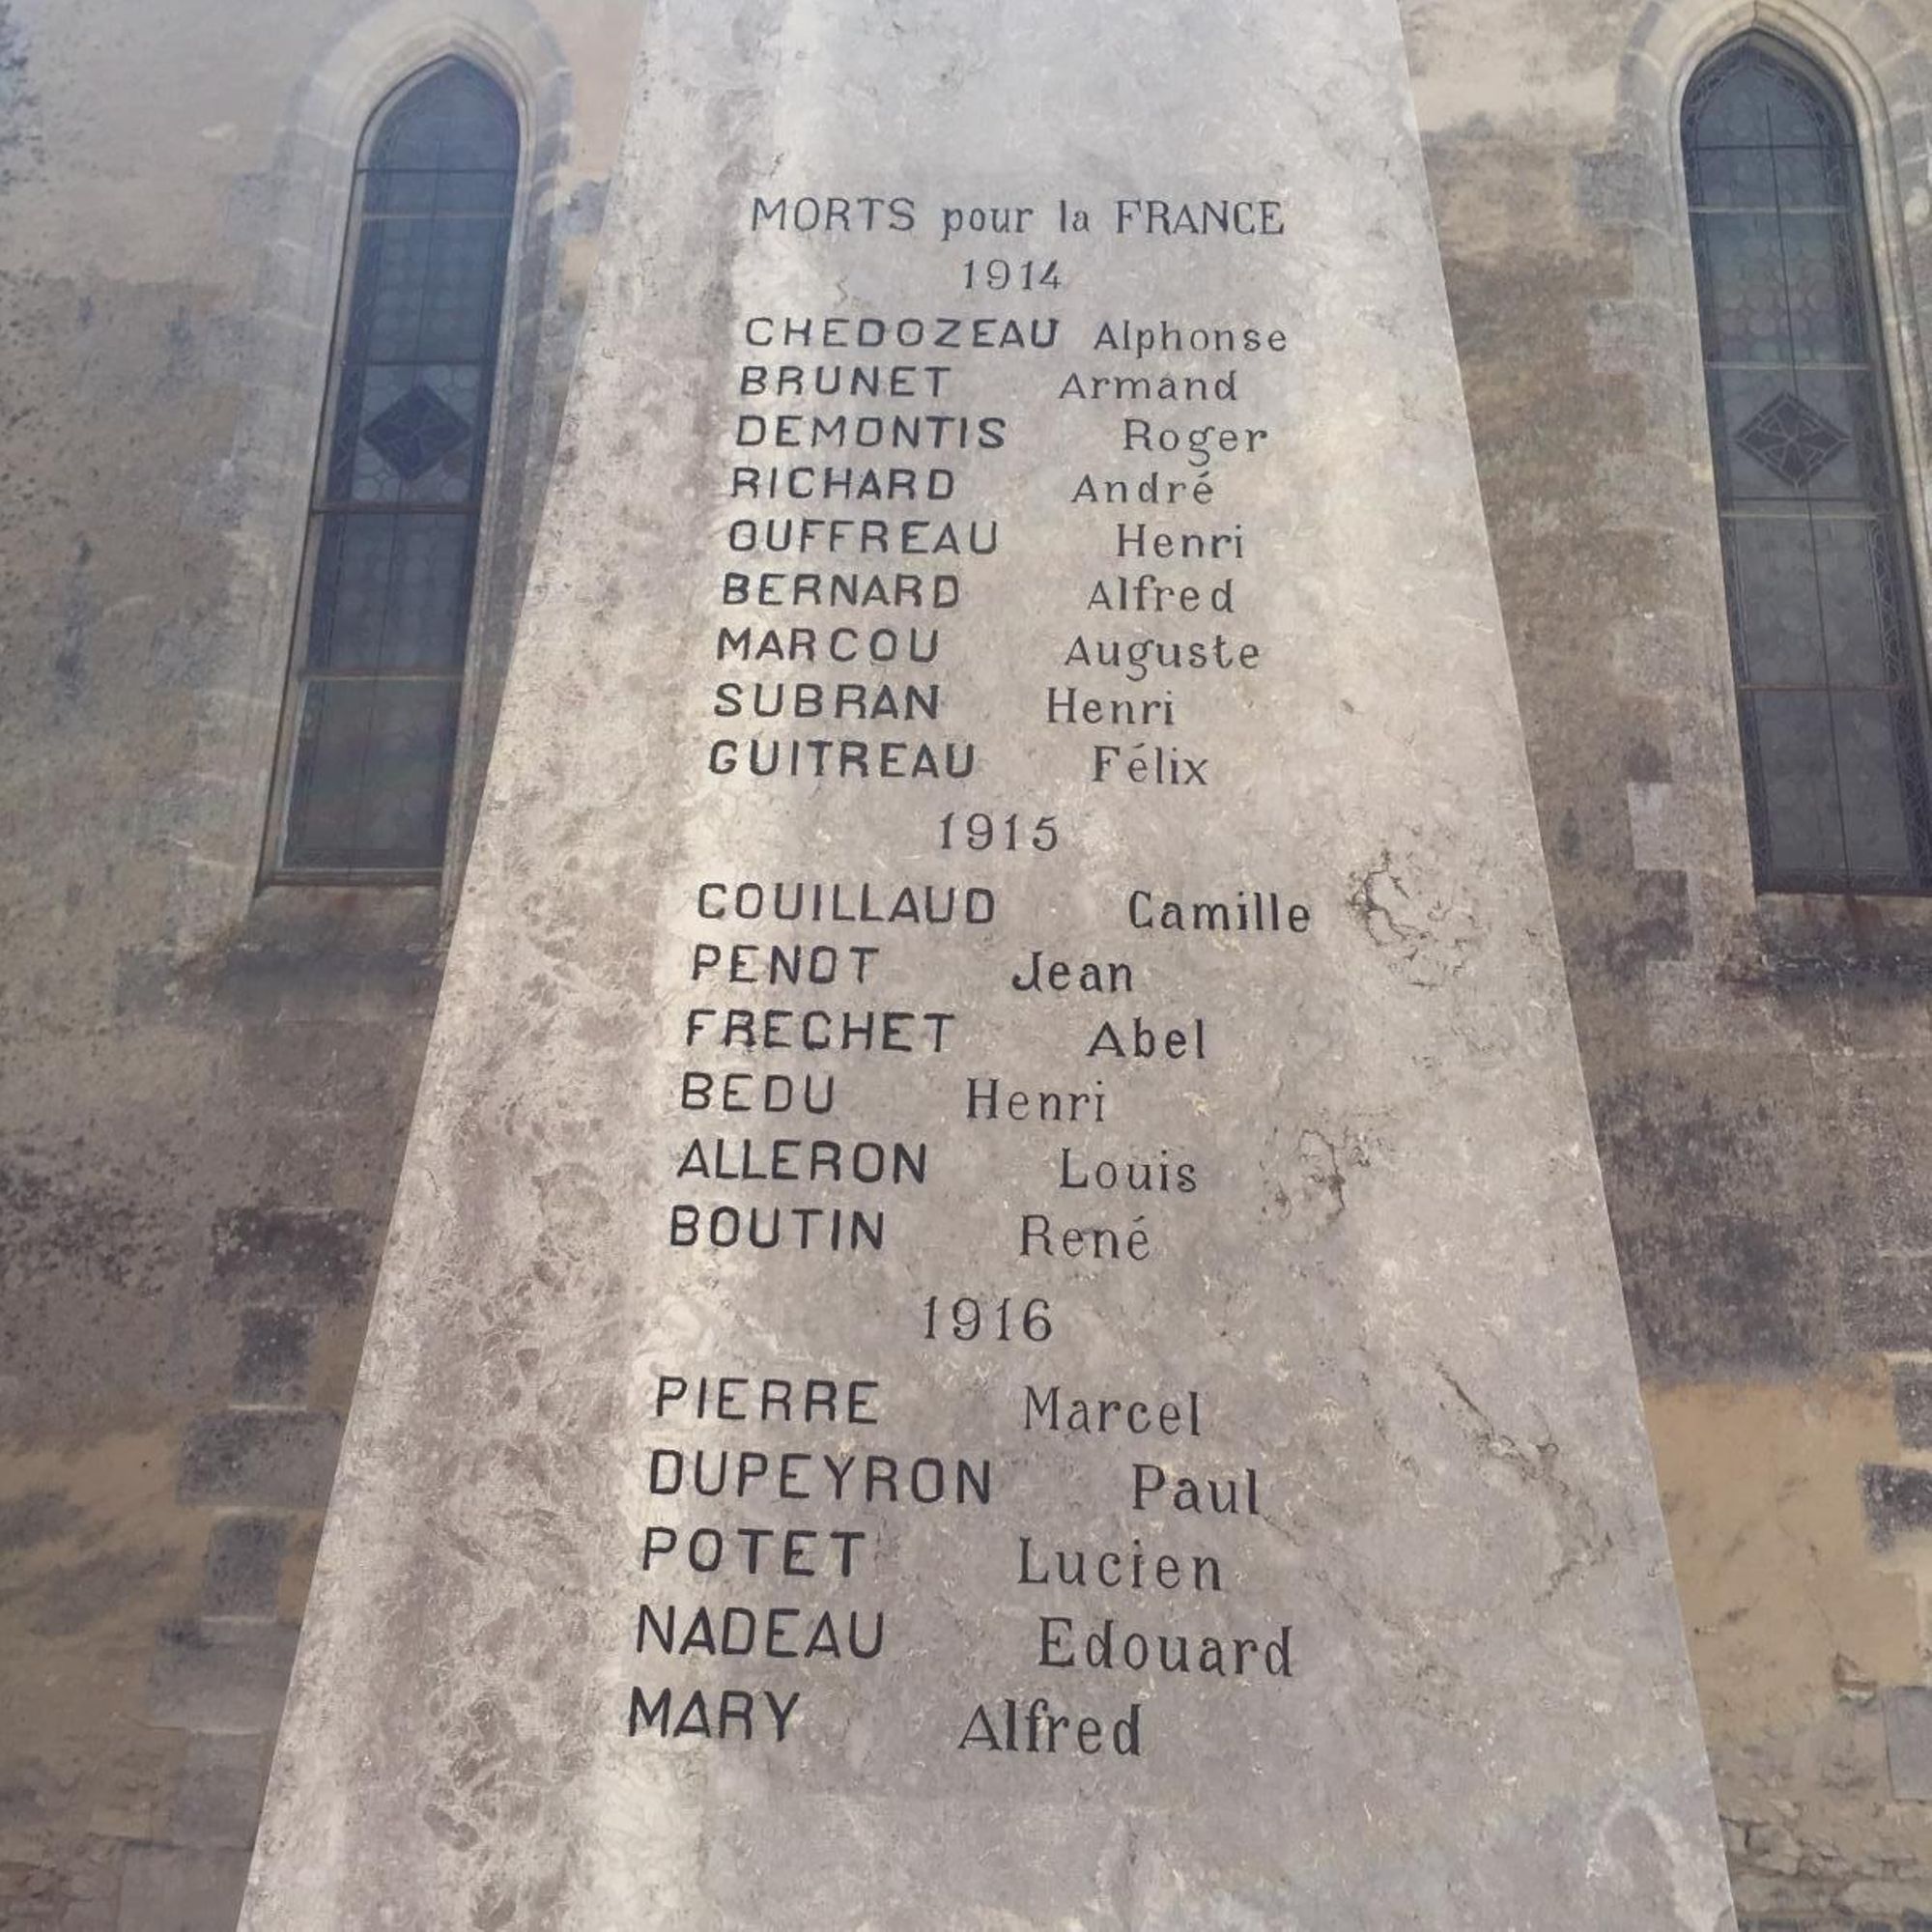 MORTS pour la FRANCE
1914
CHEDOZEAU Alphonse
BRUNET Armand
DEMONTIS Roger
RICHARD André
OUFFREAU Henri
BERNARD Alfred
MARCOU Auguste
SUBRAN Henri
GUITREAU Félix
1915
COUILLAUD Camille
PENOT Jean
FRECHET Abel
BEDU Henri
ALLERON Louis
BOUTIN René
1916
PIERRE Marcel
DUPEYRON Paul
POTET Lucien
NADEAU Edouard
MARY Alfred